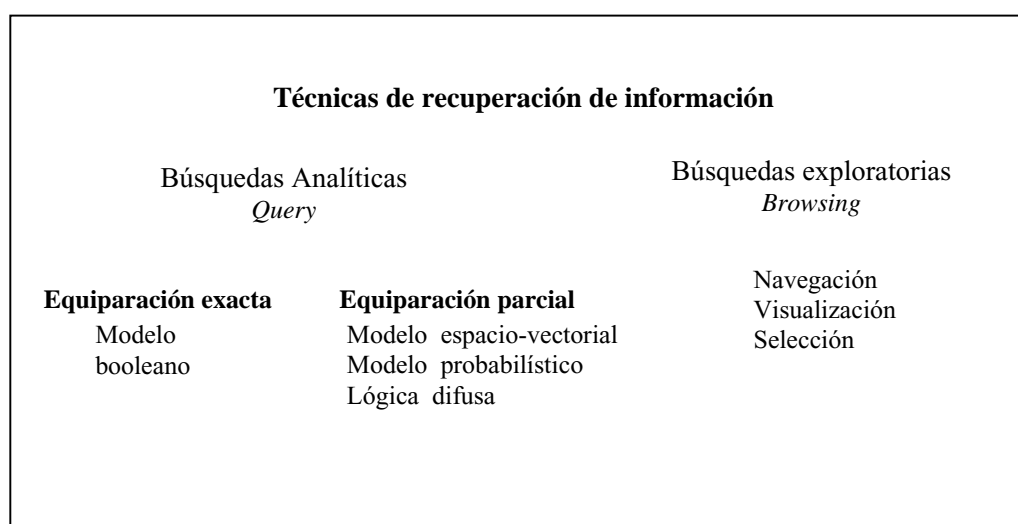 Técnicas de recuperación de información
Búsquedas Analíticas
Query
Búsquedas exploratorias
Browsing
Equiparación exacta
Modelo
booleano
Equiparación parcial
Modelo espacio-vectorial
Modelo probabilístico
Lógica difusa
Navegación
Visualización
Selección